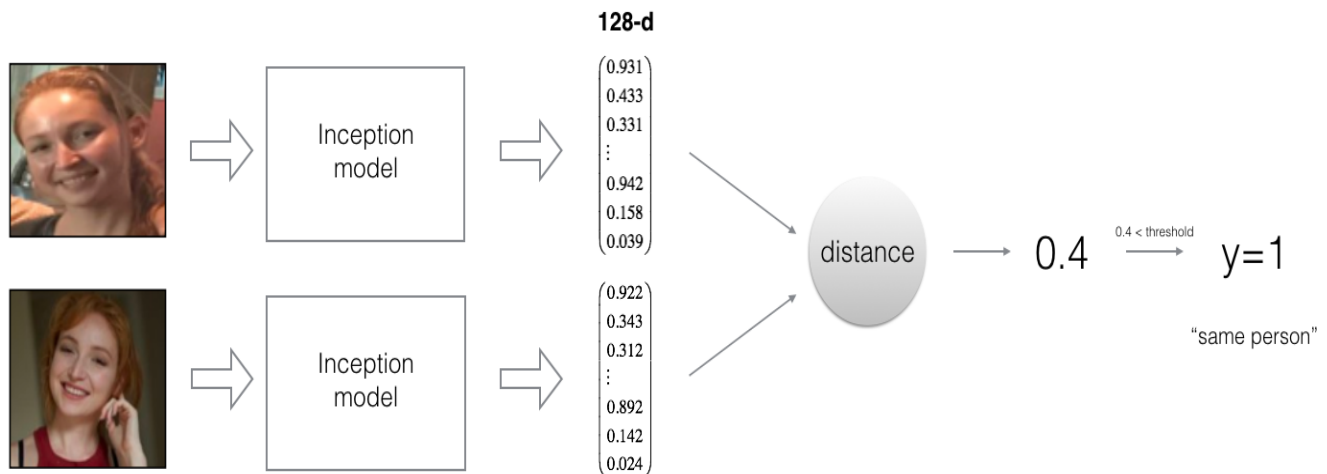 128-d
0.931
0.433
0.331
⋮
0.942
0.158
0.039
Inception
model
distance
0.4
0.4 < threshold
y=1
“same person”
0.922
0.343
0.312
⋮
0.892
0.142
0.024
Inception
model